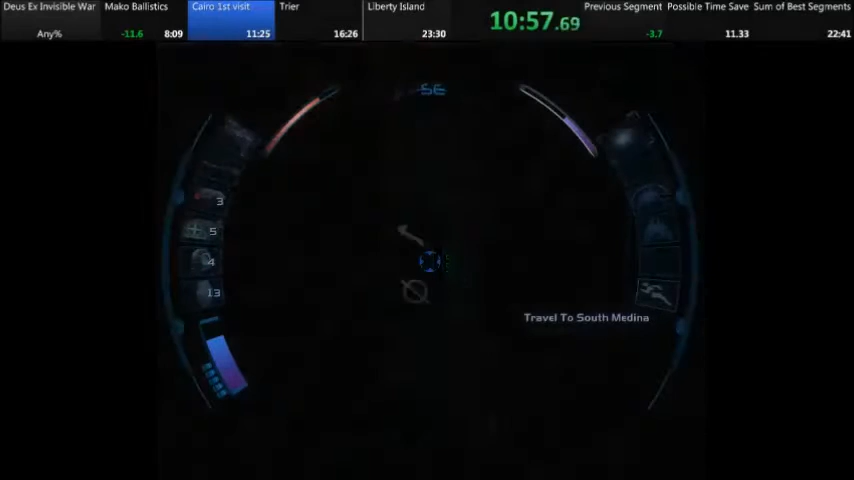 Deus Ex Invisible War
Any%
Mako Ballistics
-11.6 8:09
Cairo 1st visit
11:25
Trier
16:26
Liberty Island
23:30
10:57.69
Previous Segment
-3.7
Possible Time Save
11.33
Sum of Best Segments
22:41
SE
3
5
4
13
Travel To South Medina